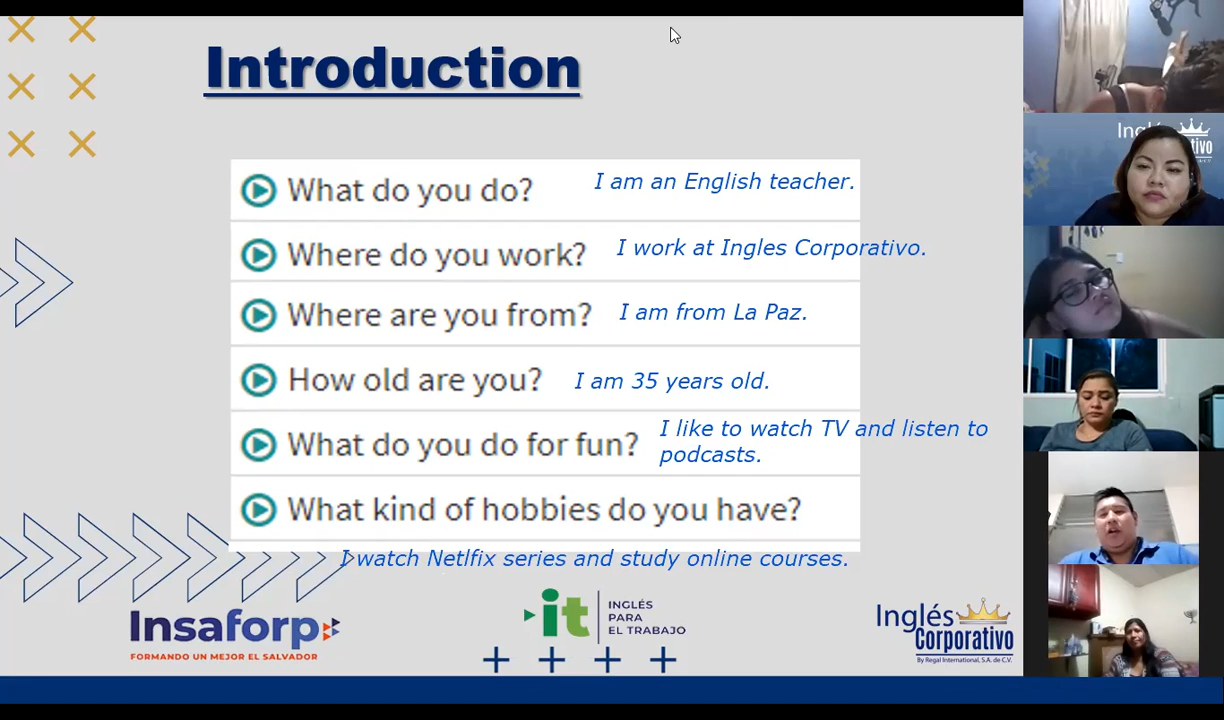 Introduction
What do you do? I am an English teacher.
Where do you work? I work at Ingles Corporativo.
Where are you from? I am from La Paz.
How old are you? I am 35 years old.
What do you do for fun? I like to watch TV and listen to
podcasts.
What kind of hobbies do you have?
I watch Netlfix series and study online courses.
Insaforp
FORMANDO UN MEJOR EL SALVADOR
it
INGLÉS
PARA
EL TRABAJO
Inglés
Corporativo
By Regal International, S.A. de C.V.